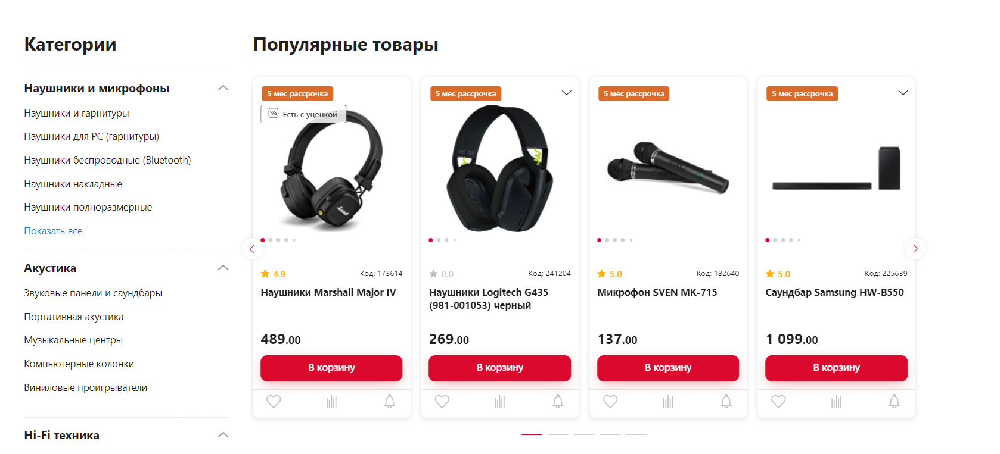 Категории
Наушники и микрофоны
Наушники и гарнитуры
Наушники для PC (гарнитуры)
Наушники беспроводные (Bluetooth)
Наушники накладные
Наушники полноразмерные
Показать все
Акустика
Звуковые панели и саундбары
Портативная акустика
Музыкальные центры
Компьютерные колонки
Виниловые проигрыватели
Hi-Fi техника
Популярные товары
5 мес рассрочка
Есть с уценкой
Marshall
4.9 Код: 173614
Наушники Marshall Major IV
489.00
В корзину
5 мес рассрочка
0.0 Код: 241204
Наушники Logitech G435
(981-001053) черный
269.00
В корзину
5 мес рассрочка
5.0 Код: 182640
Микрофон SVEN MK-715
137.00
В корзину
5 мес рассрочка
5.0 Код: 225639
Саундбар Samsung HW-B550
1 099.00
В корзину